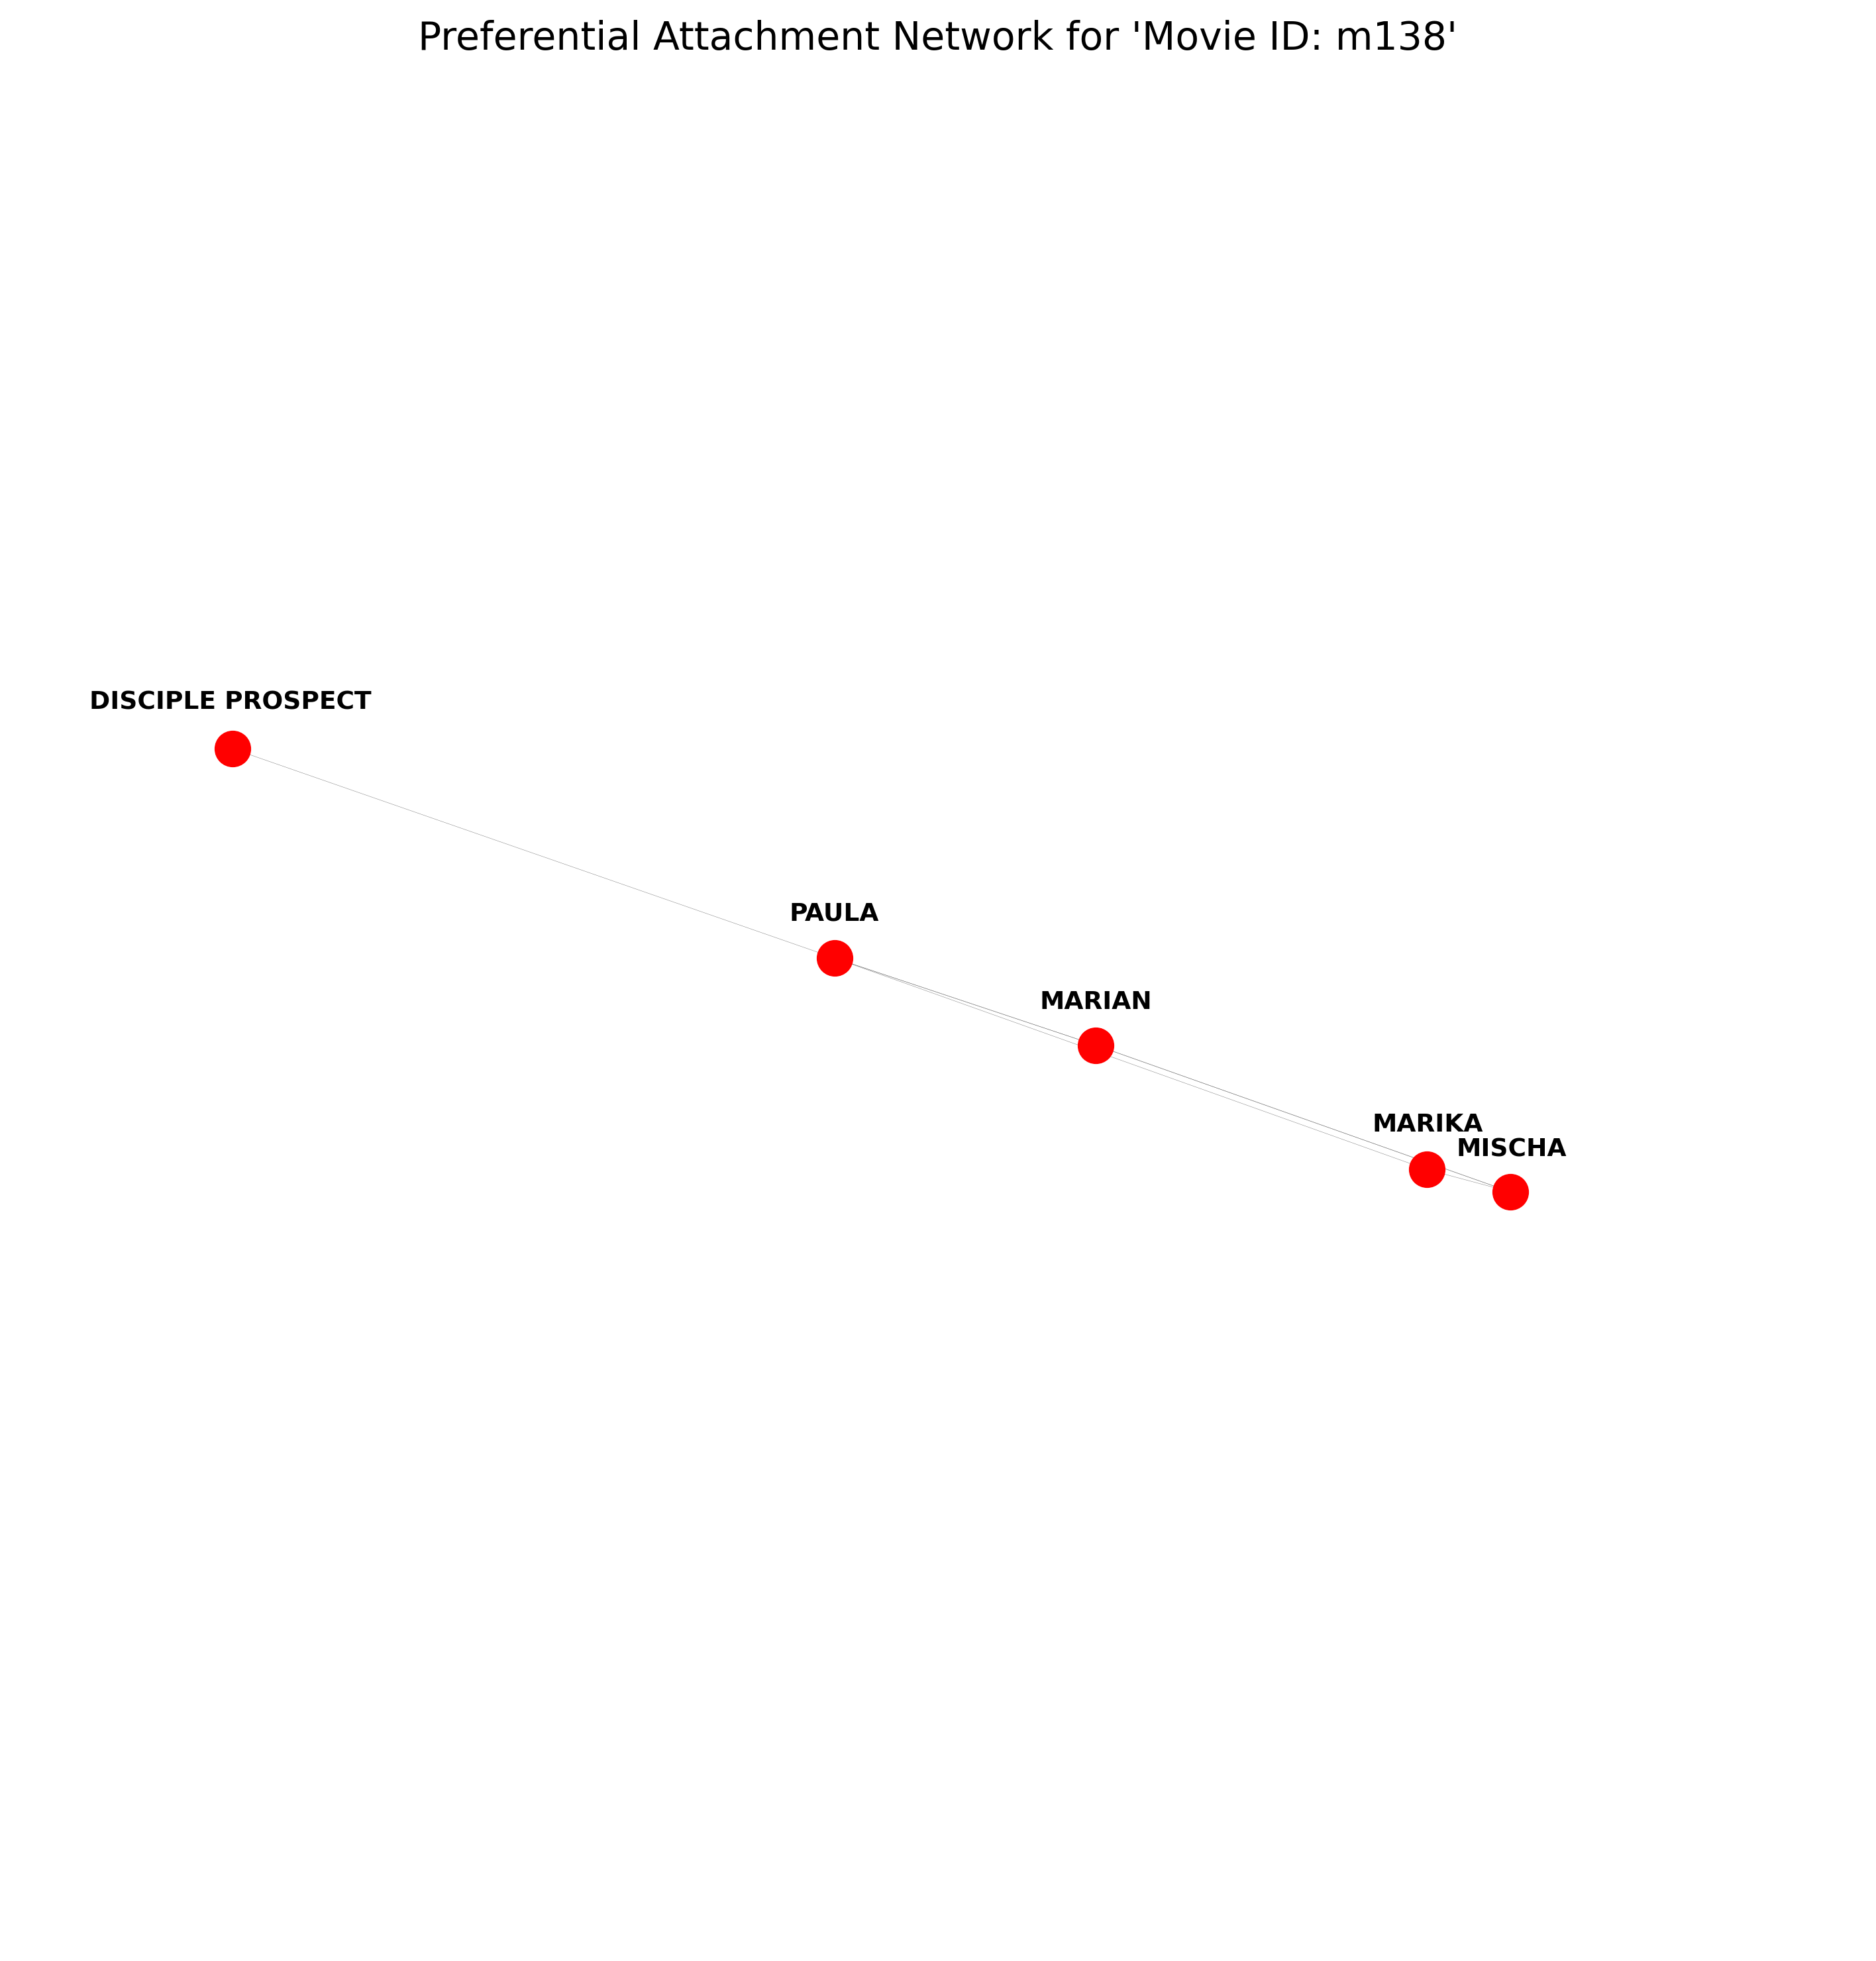 Preferential Attachment Network for 'Movie ID: m138'
DISCIPLE PROSPECT
PAULA
MARIAN
MARIKA
MISCHA